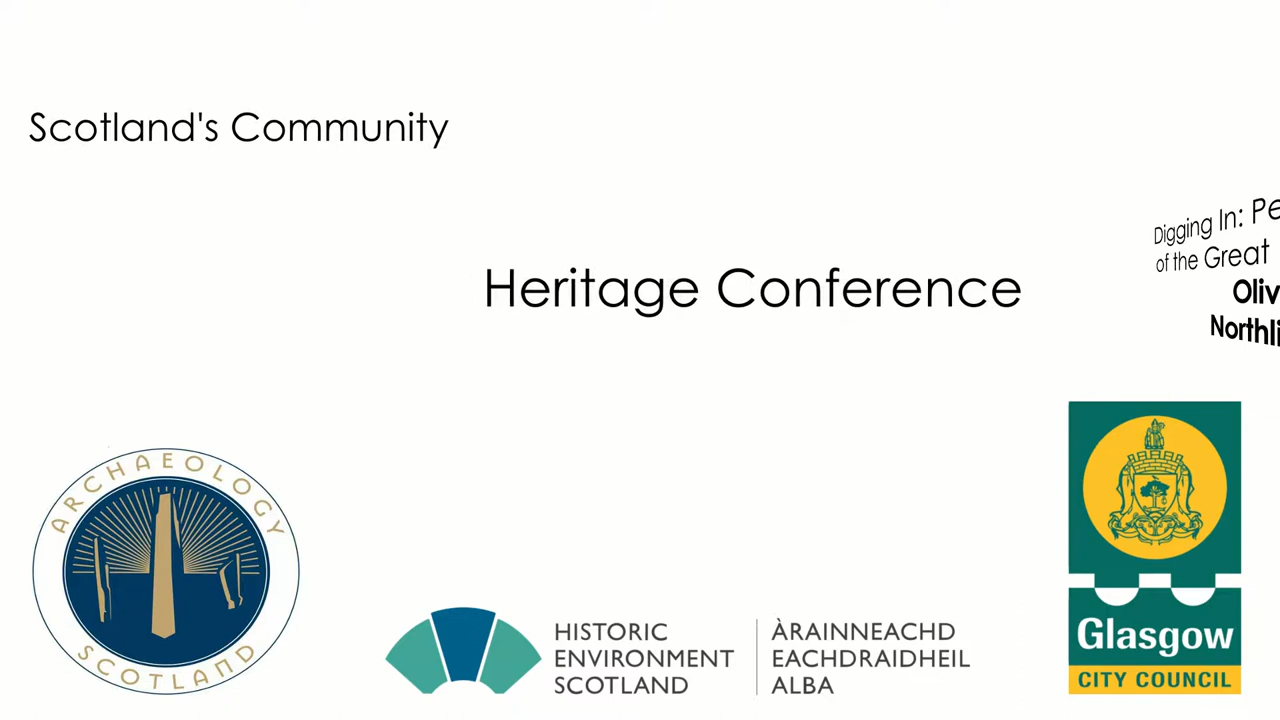 Scotland's Community
Heritage Conference
Digging In:
of the Great
ARCHAEOLOGY
SCOTLAND
HISTORIC
ENVIRONMENT
SCOTLAND
ÀRAINNEACHD
EACHDRAIDHEIL
ALBA
Glasgow
CITY COUNCIL